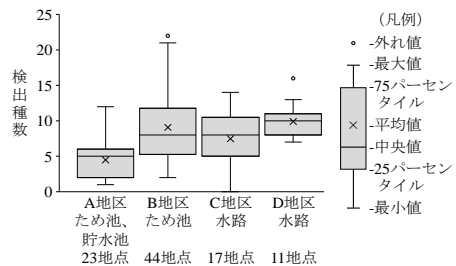 検出種数
25
20
15
10
5
0
A地区
ため池、
貯水池
23地点
B地区
ため池
44地点
C地区
水路
17地点
D地区
水路
11地点
（凡例）
-外れ値
-最大値
-75パーセン
タイル
-平均値
-中央値
-25パーセン
タイル
-最小値